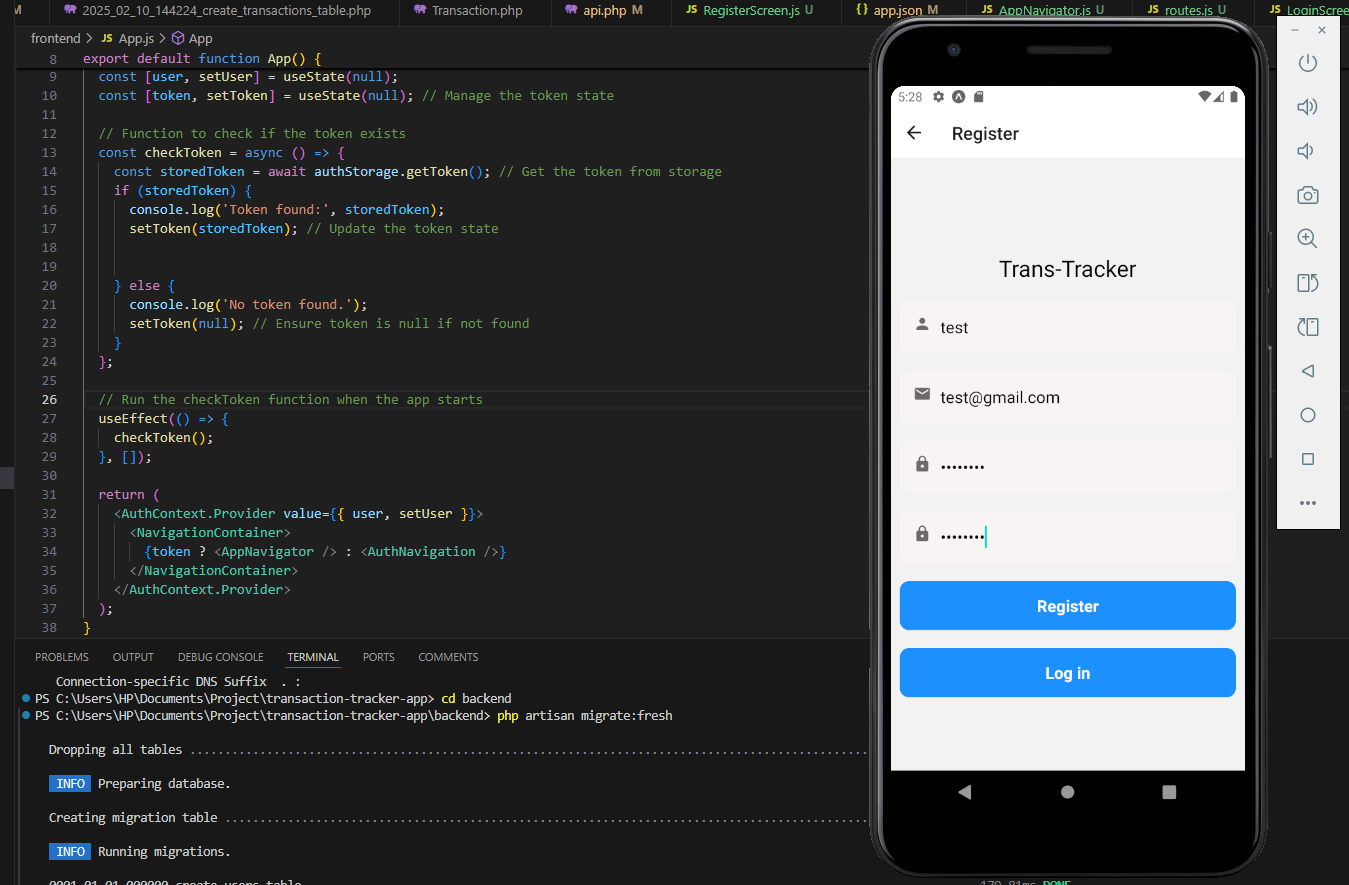 M
2025_02_10_144224_create_transactions_table.php
Transaction.php
api.php M
JS RegisterScreen.js U
{} app.json M
JS AppNavigator.js U
JS routes.js U
JS LoginScree
frontend > JS App.js > App
8 export default function App() {
9 const [user, setUser] = useState(null);
10 const [token, setToken] = useState(null); // Manage the token state
11
12 // Function to check if the token exists
13 const checkToken = async () => {
14 const storedToken = await authStorage.getToken(); // Get the token from storage
15 if (storedToken) {
16 console.log('Token found:', storedToken);
17 setToken(storedToken); // Update the token state
18
19
20 } else {
21 console.log('No token found.');
22 setToken(null); // Ensure token is null if not found
23 }
24 };
25
26 // Run the checkToken function when the app starts
27 useEffect(() => {
28 checkToken();
29 }, []);
30
31 return (
32 <AuthContext.Provider value={{ user, setUser }}>
33 <NavigationContainer>
34 {token ? <AppNavigator /> : <AuthNavigation />}
35 </NavigationContainer>
36 </AuthContext.Provider>
37 );
38 }
PROBLEMS OUTPUT DEBUG CONSOLE TERMINAL PORTS COMMENTS
Connection-specific DNS Suffix . :
PS C:\Users\HP\Documents\Project\transaction-tracker-app> cd backend
PS C:\Users\HP\Documents\Project\transaction-tracker-app\backend> php artisan migrate:fresh
Dropping all tables ........................................................................................
INFO Preparing database.
Creating migration table ...................................................................................
INFO Running migrations.
0001_01_01_000000_create_users_table
170.81ms DONE
5:28
Register
Trans-Tracker
test
test@gmail.com
••••••••
••••••••
Register
Log in